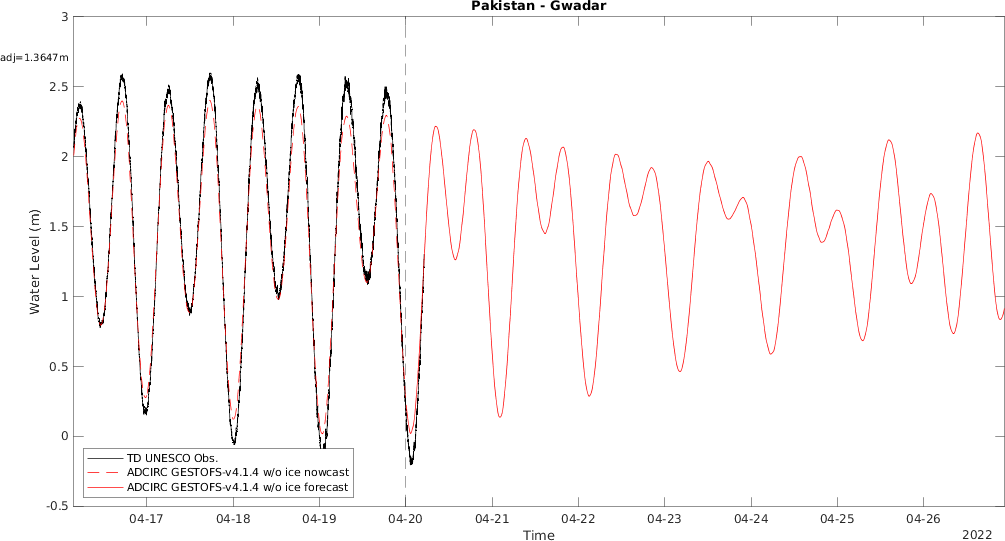 Pakistan - Gwadar
adj=1.3647m
3
2.5
2
1.5
1
0.5
0
-0.5
Water Level (m)
TD UNESCO Obs.
ADCIRC GESTOFS-v4.1.4 w/o ice nowcast
ADCIRC GESTOFS-v4.1.4 w/o ice forecast
04-17 04-18 04-19 04-20 04-21 04-22 04-23 04-24 04-25 04-26
Time
2022